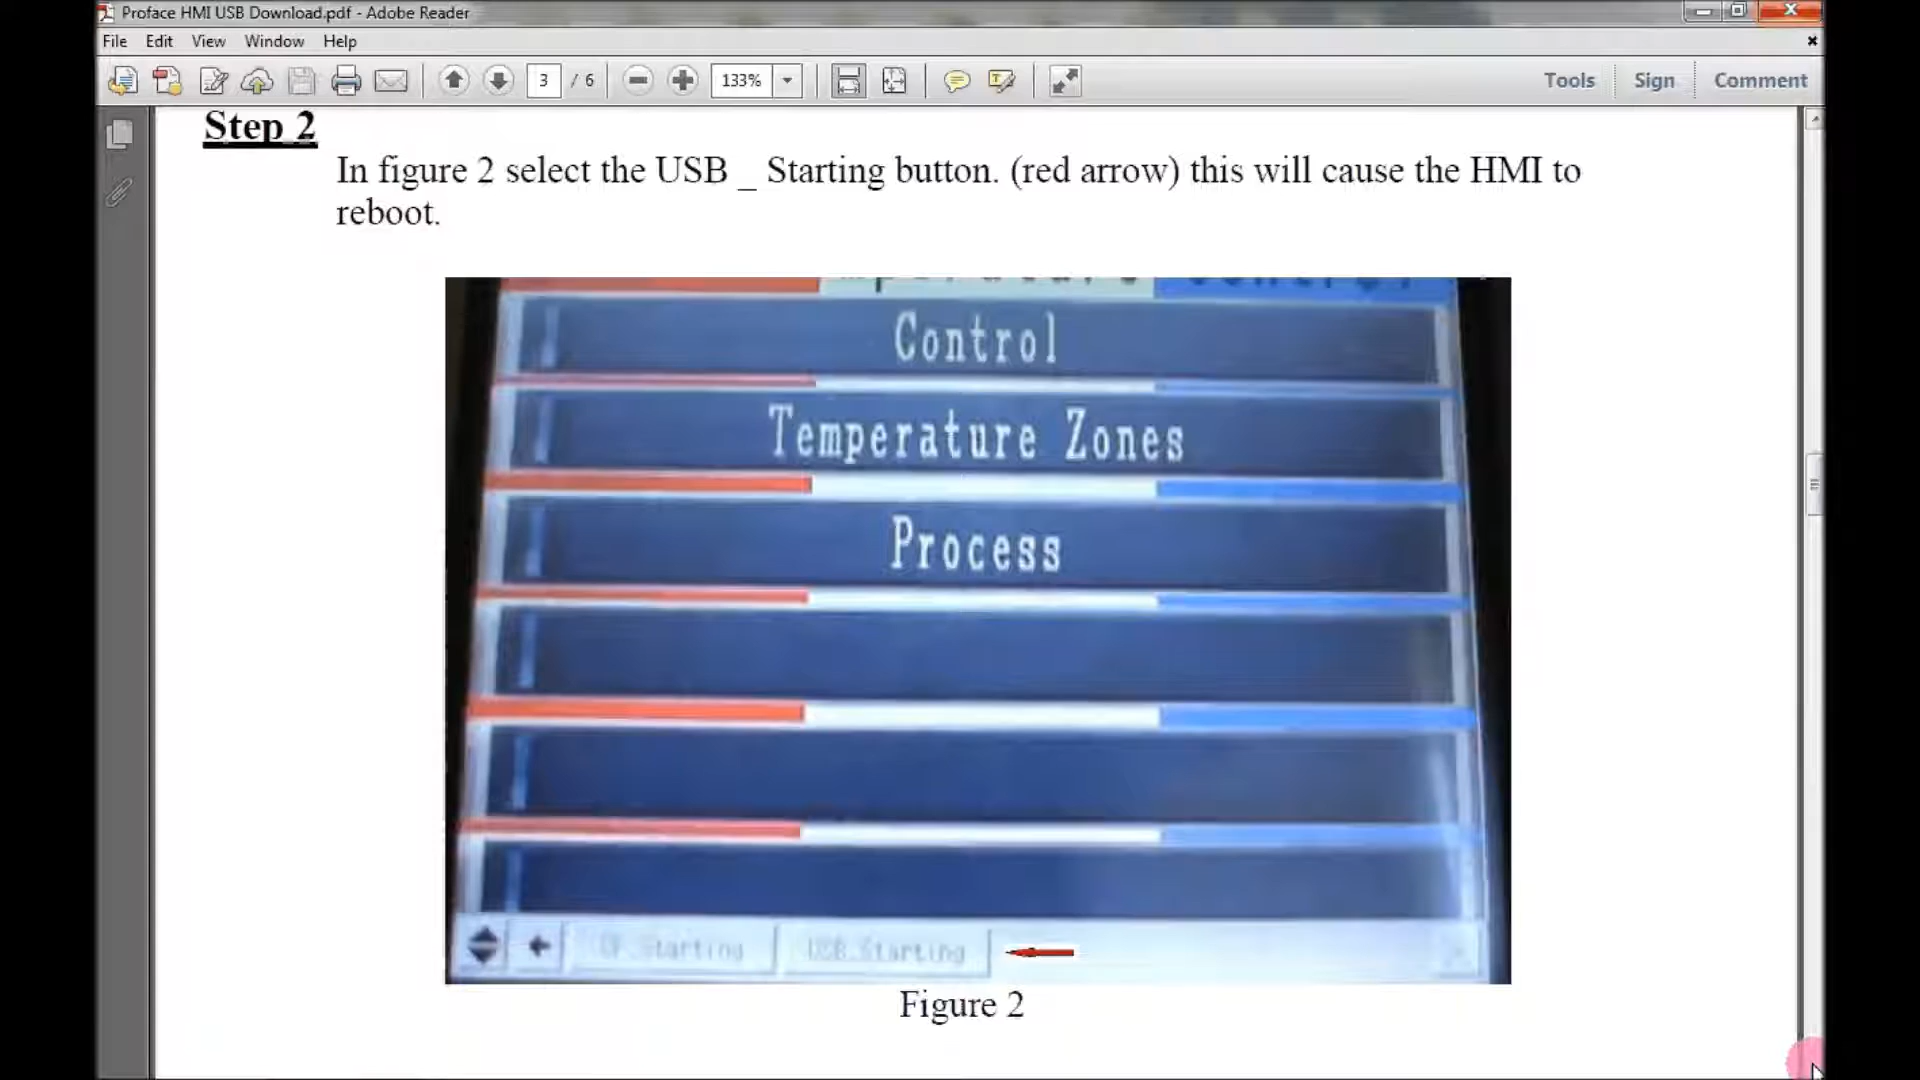 Proface HMI USB Download.pdf - Adobe Reader
File Edit View Window Help
3 / 6 133% Tools Sign Comment
Step 2
In figure 2 select the USB _ Starting button. (red arrow) this will cause the HMI to
reboot.
Control
Temperature Zones
Process
CF_Starting USB_Starting
Figure 2